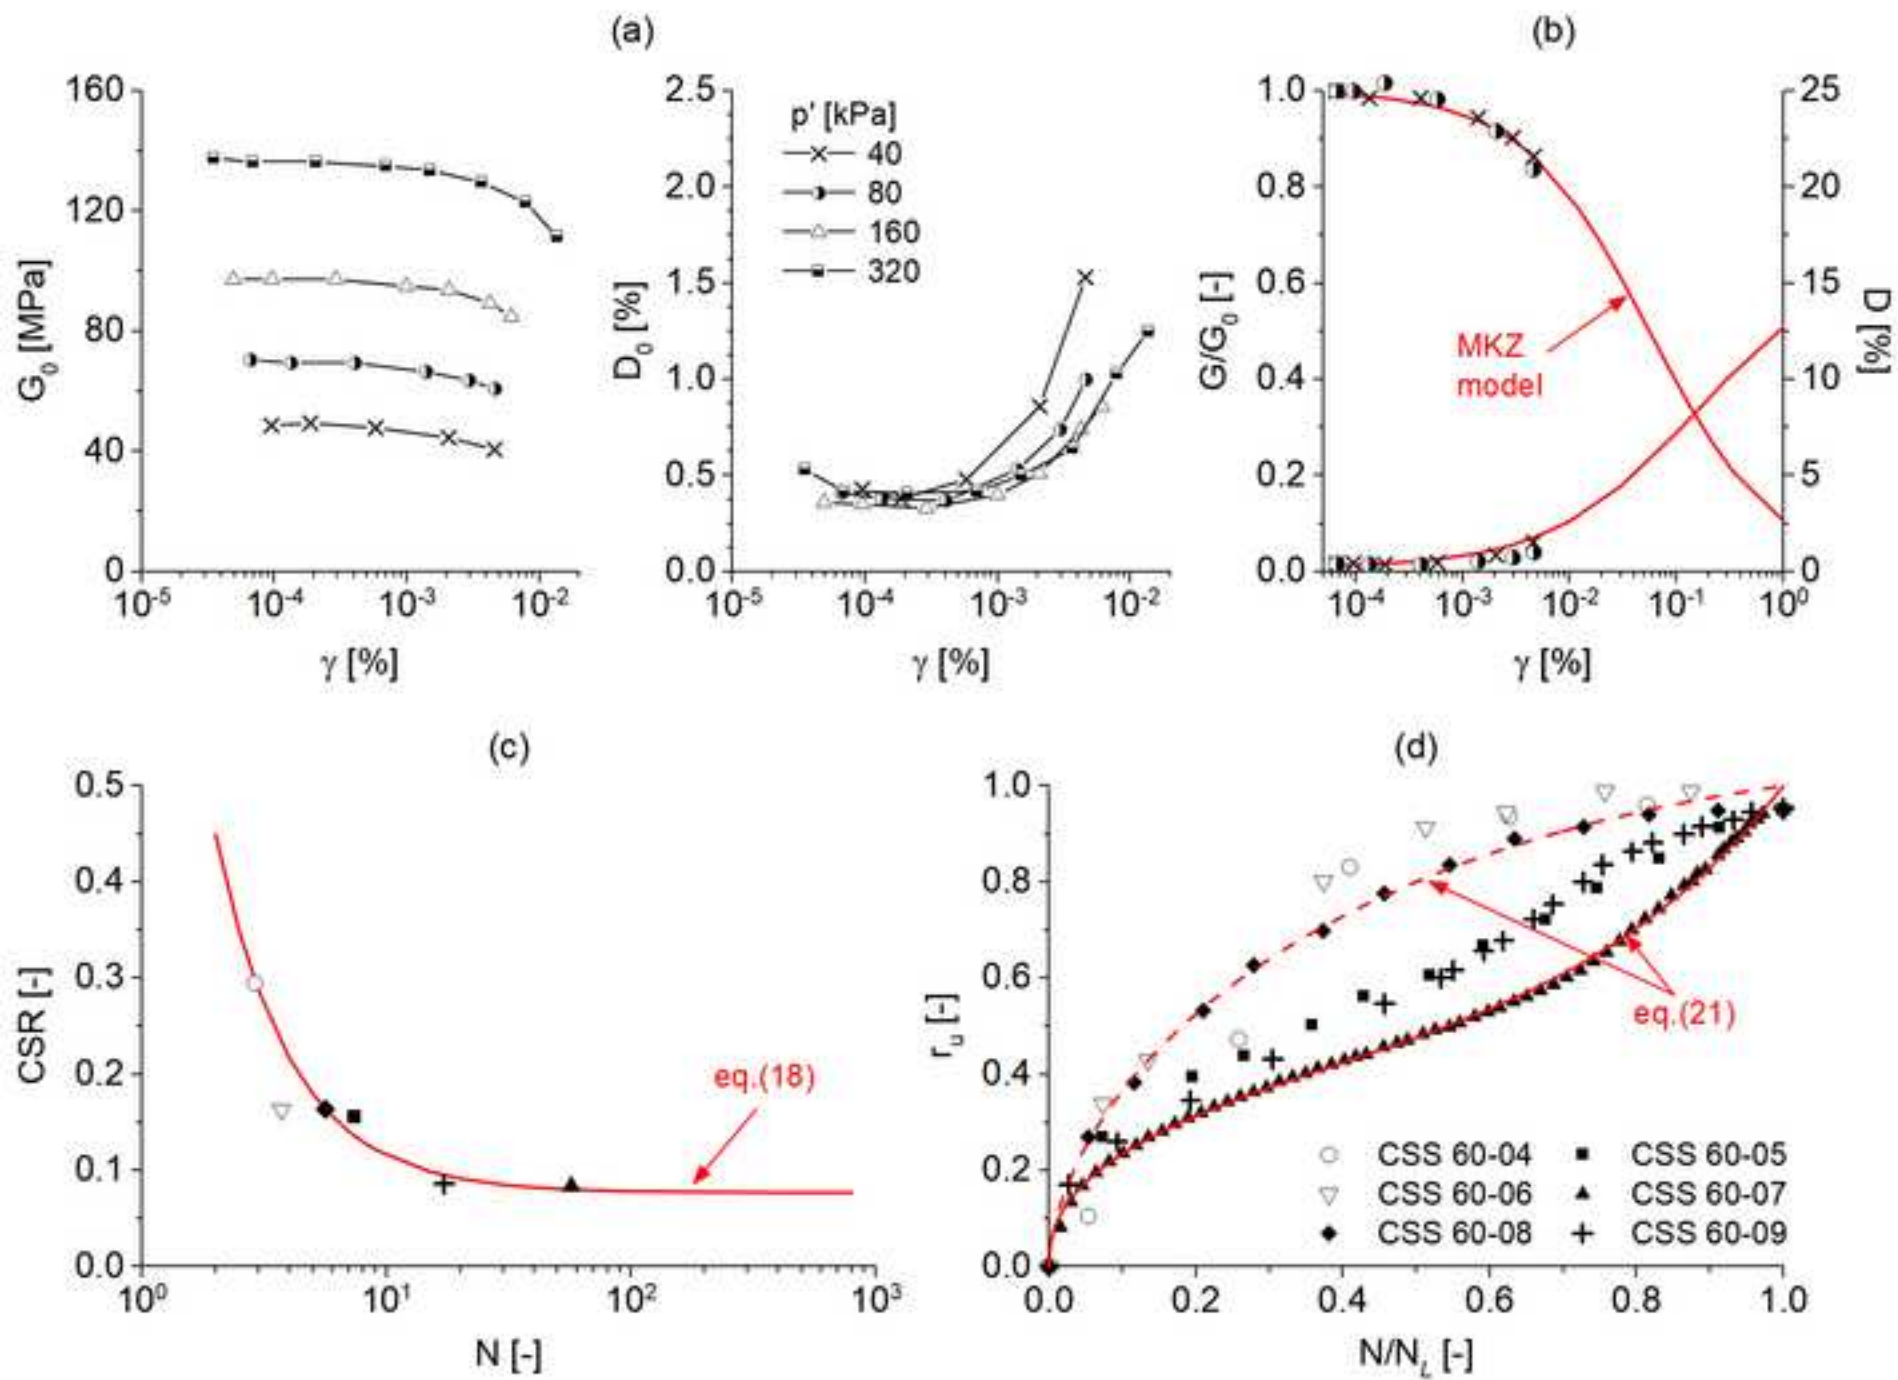 (a)
(b)
160
120
80
40
0
G₀ [MPa]
10⁻⁵ 10⁻⁴ 10⁻³ 10⁻²
γ [%]
2.5
2.0
1.5
1.0
0.5
0.0
D₀ [%]
p' [kPa]
40
80
160
320
10⁻⁵ 10⁻⁴ 10⁻³ 10⁻²
γ [%]
1.0
0.8
0.6
0.4
0.2
0.0
G/G₀ [-]
MKZ
model
25
20
15
10
5
0
D [%]
10⁻⁴ 10⁻³ 10⁻² 10⁻¹ 10⁰
γ [%]
(c)
0.5
0.4
0.3
0.2
0.1
0.0
CSR [-]
eq.(18)
10⁰ 10¹ 10² 10³
N [-]
(d)
1.0
0.8
0.6
0.4
0.2
0.0
rᵤ [-]
eq.(21)
CSS 60-04 CSS 60-05
CSS 60-06 CSS 60-07
CSS 60-08 CSS 60-09
0.0 0.2 0.4 0.6 0.8 1.0
N/N_L [-]